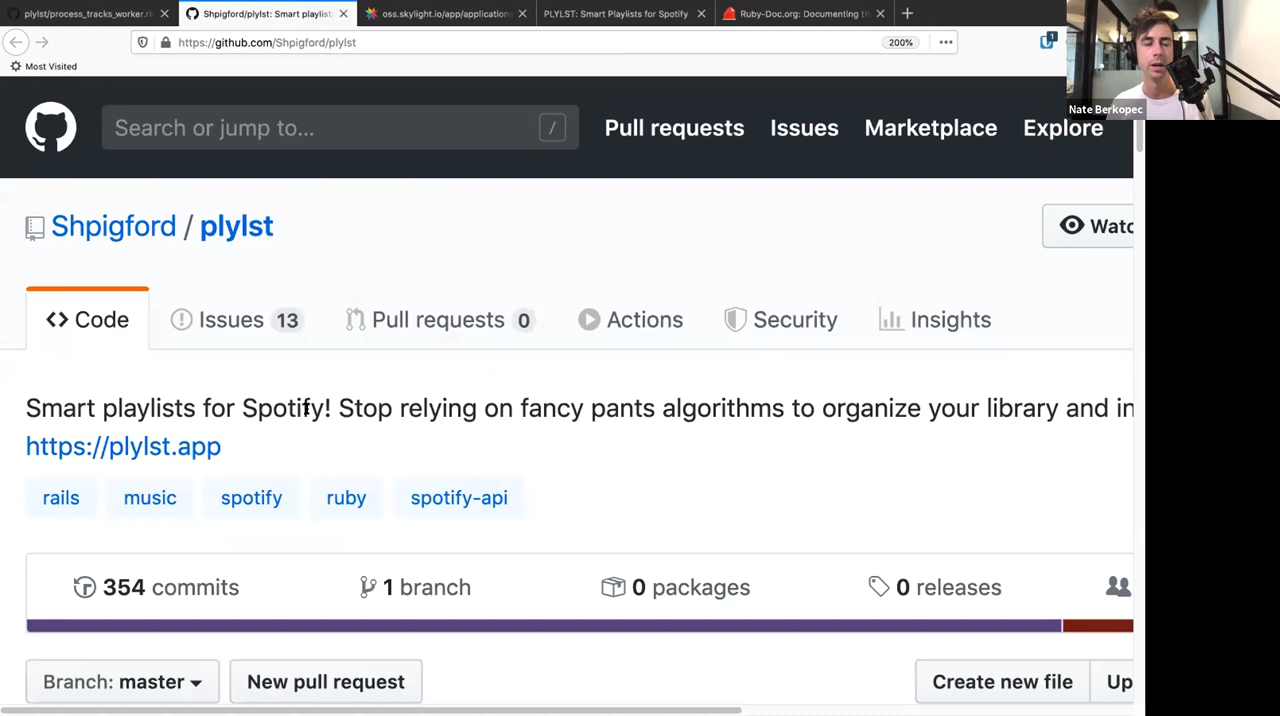 plylst/process_tracks_worker.r
Shpigford/plylst: Smart playlists
oss.skylight.io/app/application
PLYLST: Smart Playlists for Spotify
Ruby-Doc.org: Documenting th
https://github.com/Shpigford/plylst
200%
1
Most Visited
Nate Berkopec
Search or jump to...
/
Pull requests
Issues
Marketplace
Explore
Shpigford / plylst
Watc
Code
Issues 13
Pull requests 0
Actions
Security
Insights
Smart playlists for Spotify! Stop relying on fancy pants algorithms to organize your library and in
https://plylst.app
rails
music
spotify
ruby
spotify-api
354 commits
1 branch
0 packages
0 releases
Branch: master
New pull request
Create new file
Up